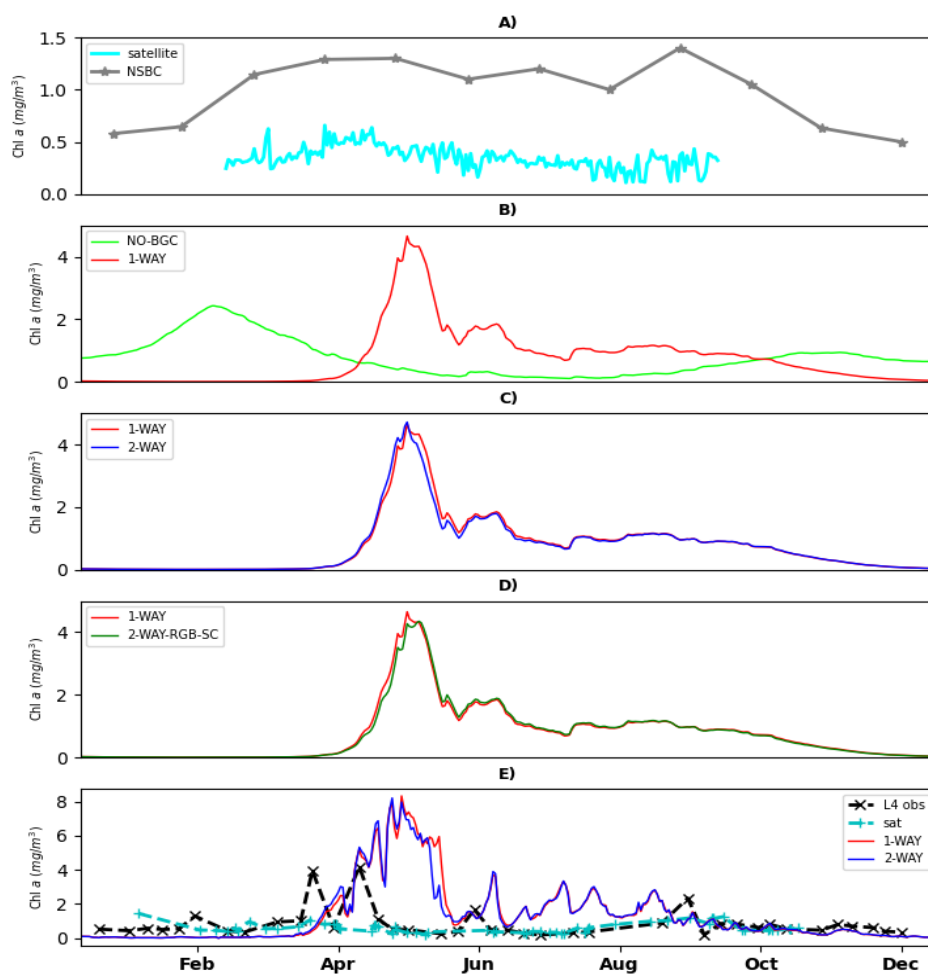 A)
Chl a (mg/m³)
1.5
1.0
0.5
0.0
satellite
NSBC
B)
Chl a (mg/m³)
4
2
0
NO-BGC
1-WAY
C)
Chl a (mg/m³)
4
2
0
1-WAY
2-WAY
D)
Chl a (mg/m³)
4
2
0
1-WAY
2-WAY-RGB-SC
E)
Chl a (mg/m³)
8
6
4
2
0
L4 obs
sat
1-WAY
2-WAY
Feb Apr Jun Aug Oct Dec